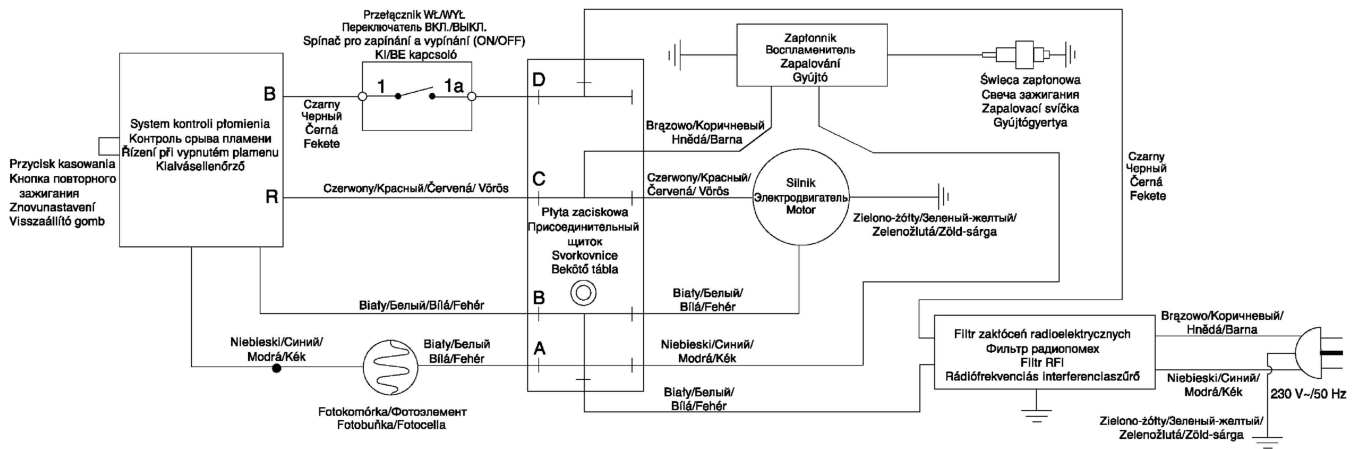 Przełącznik WŁ/WYŁ
Переключатель ВКЛ./ВЫКЛ.
Spínač pro zapínání a vypínání (ON/OFF)
KI/BE kapcsoló
B
1
1a
D
Czarny
Черный
Černá
Fekete
System kontroli płomienia
Контроль срыва пламени
Řízení při vypnutém plamenu
Kialvásellenőrző
Przycisk kasowania
Кнопка повторного
зажигания
Znovunastavení
Visszaállító gomb
R
Czerwony/Красный/Červená/ Vörös
C
Płyta zaciskowa
Присоединительный
щиток
Svorkovnice
Bekötő tábla
Biały/Белый/Bílá/Fehér
B
Niebieski/Синий/
Modrá/Kék
Biały/Белый
Bílá/Fehér
A
Fotokomórka/Фотоэлемент
Fotobuňka/Fotocella
Zapłonnik
Воспламенитель
Zapalování
Gyújtó
Świeca zapłonowa
Свеча зажигания
Zapalovací svíčka
Gyújtógyertya
Brązowo/Коричневый
Hnědá/Barna
Czerwony/Красный/
Červená/ Vörös
Silnik
Электродвигатель
Motor
Zielono-żółty/Зеленый-желтый/
Zelenožlutá/Zöld-sárga
Czarny
Черный
Černá
Fekete
Biały/Белый/
Bílá/Fehér
Niebieski/Синий/
Modrá/Kék
Biały/Белый/
Bílá/Fehér
Filtr zakłóceń radioelektrycznych
Фильтр радиопомех
Filtr RFI
Rádiófrekvenciás interferenciaszűrő
Brązowo/Коричневый/
Hnědá/Barna
Niebieski/Синий/
Modrá/Kék
230 V~/50 Hz
Zielono-żółty/Зеленый-желтый/
Zelenožlutá/Zöld-sárga